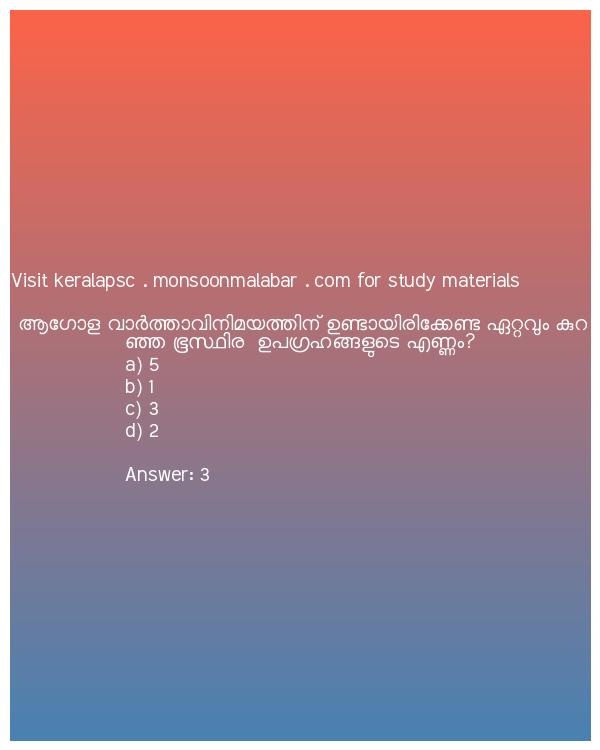 Visit keralapsc . monsoonmalabar . com for study materials
ആഗോള വാർത്താവിനിമയത്തിന് ഉണ്ടായിരിക്കേണ്ട ഏറ്റവും കുറ
ഞ്ഞ ഭൂസ്ഥിര ഉപഗ്രഹങ്ങളുടെ എണ്ണം?
a) 5
b) 1
c) 3
d) 2
Answer: 3